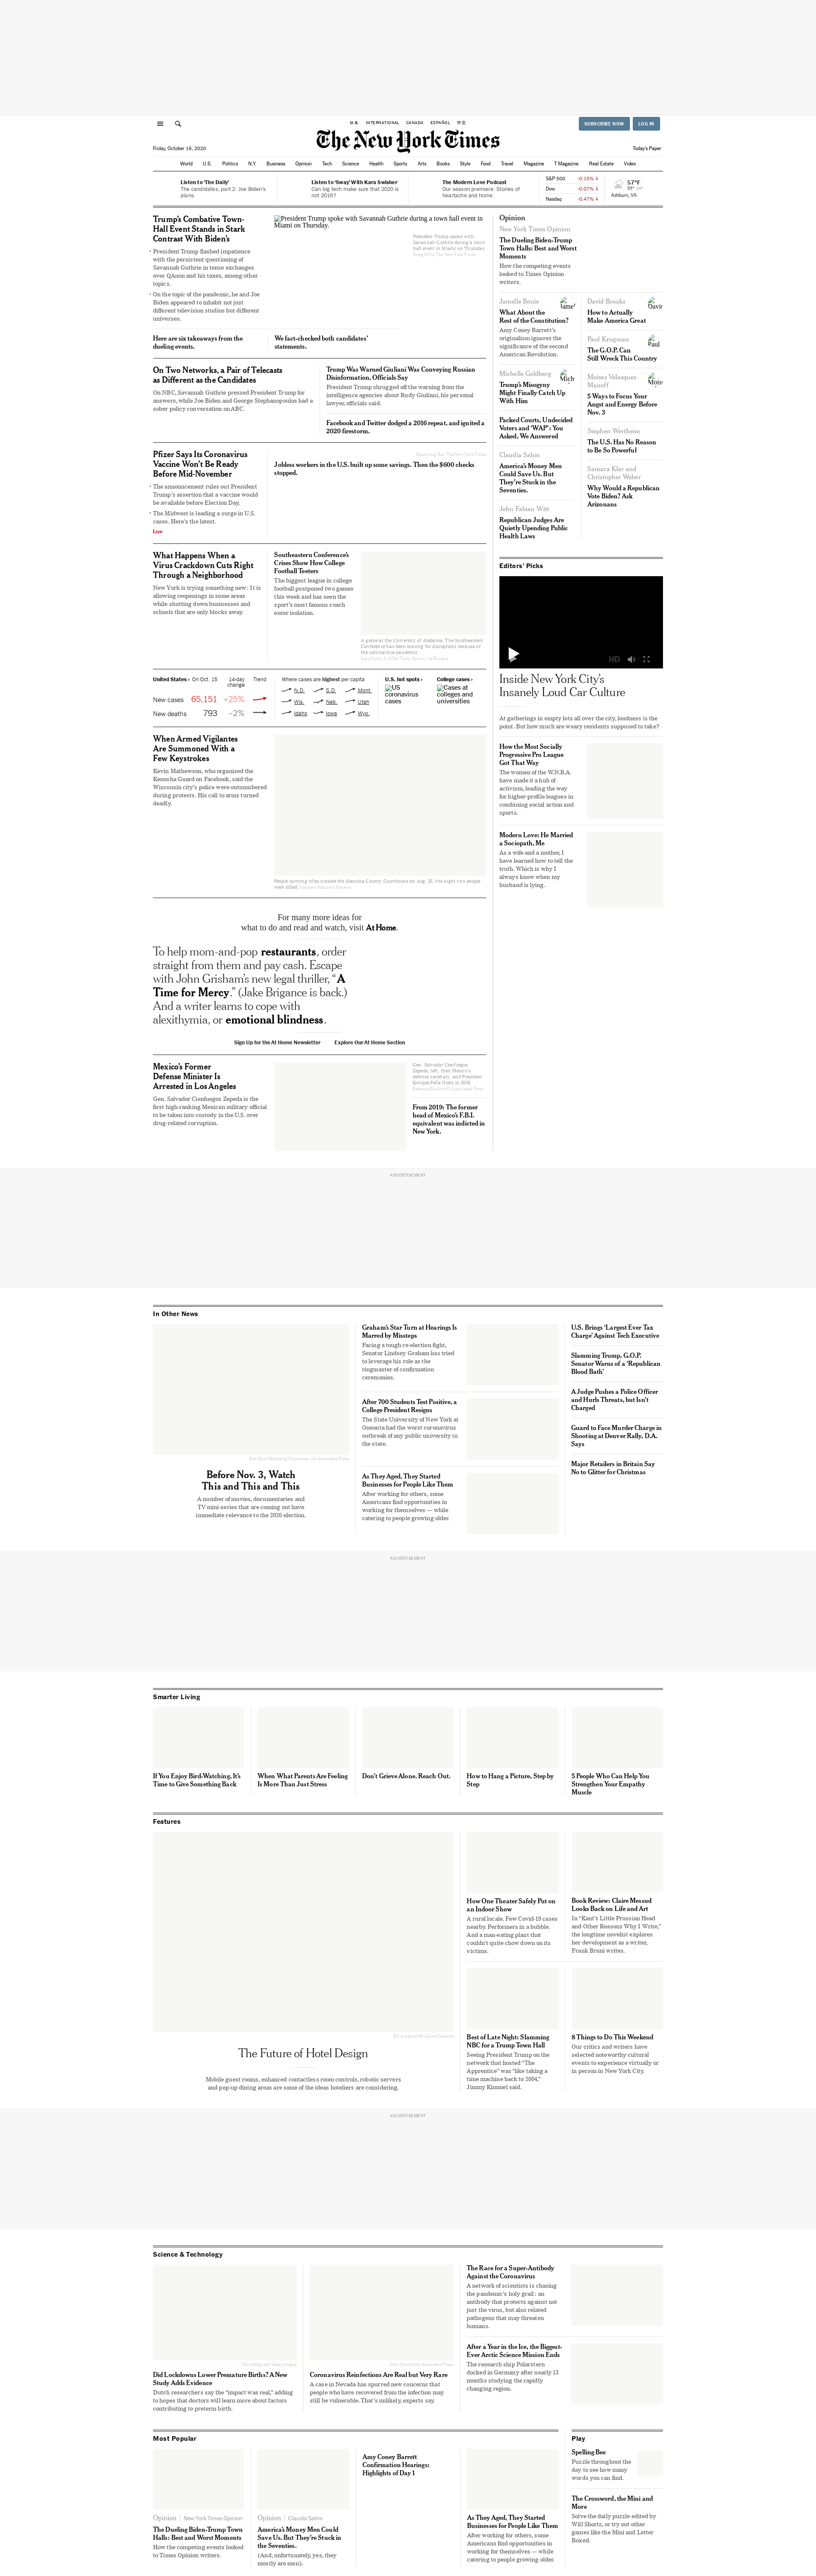 U.S. INTERNATIONAL CANADA ESPAÑOL 中文
SUBSCRIBE NOW
LOG IN
The New York Times
Friday, October 16, 2020
Today's Paper
World U.S. Politics N.Y. Business Opinion Tech Science Health Sports Arts Books Style Food Travel Magazine T Magazine Real Estate Video
Listen to 'The Daily'
The candidates, part 2: Joe Biden's
plans.
Listen to 'Sway' With Kara Swisher
Can big tech make sure that 2020 is
not 2016?
The Modern Love Podcast
Our season premiere: Stories of
heartache and home.
S&P 500 -0.15%
Dow -0.07%
Nasdaq -0.47%
57°F
Ashburn, VA
Trump's Combative Town-
Hall Event Stands in Stark
Contrast With Biden's
President Trump flashed impatience
with the persistent questioning of
Savannah Guthrie in tense exchanges
over QAnon and his taxes, among other
topics.
On the topic of the pandemic, he and Joe
Biden appeared to inhabit not just
different television studios but different
universes.
President Trump spoke with Savannah Guthrie during a town hall event in
Miami on Thursday.
President Trump spoke with
Savannah Guthrie during a town
hall event in Miami on Thursday.
Doug Mills/The New York Times
Here are six takeaways from the
dueling events.
We fact-checked both candidates'
statements.
On Two Networks, a Pair of Telecasts
as Different as the Candidates
On NBC, Savannah Guthrie pressed President Trump for
answers, while Joe Biden and George Stephanopoulos had a
sober policy conversation on ABC.
Trump Was Warned Giuliani Was Conveying Russian
Disinformation, Officials Say
President Trump shrugged off the warning from the
intelligence agencies about Rudy Giuliani, his personal
lawyer, officials said.
Facebook and Twitter dodged a 2016 repeat, and ignited a
2020 firestorm.
Pfizer Says Its Coronavirus
Vaccine Won't Be Ready
Before Mid-November
The announcement rules out President
Trump's assertion that a vaccine would
be available before Election Day.
The Midwest is leading a surge in U.S.
cases. Here's the latest.
Live
Jobless workers in the U.S. built up some savings. Then the $600 checks
stopped.
What Happens When a
Virus Crackdown Cuts Right
Through a Neighborhood
New York is trying something new: It is
allowing reopenings in some areas
while shutting down businesses and
schools that are only blocks away.
Southeastern Conference's
Crises Show How College
Football Teeters
The biggest league in college
football postponed two games
this week and has seen the
sport's most famous coach
enter isolation.
A game at the University of Alabama. The Southeastern
Conference has been bracing for disruptions because of
the coronavirus pandemic.
United States › On Oct. 15 14-day
change Trend
New cases 65,151 +25%
New deaths 793 –2%
Where cases are highest per capita
N.D. S.D. Mont.
Wis. Neb. Utah
Idaho Iowa Wyo.
U.S. hot spots ›
US
coronavirus
cases
College cases ›
Cases at
colleges and
universities
When Armed Vigilantes
Are Summoned With a
Few Keystrokes
Kevin Mathewson, who organized the
Kenosha Guard on Facebook, said the
Wisconsin city's police were outnumbered
during protests. His call to arms turned
deadly.
People carrying rifles outside the Kenosha County Courthouse on Aug. 25, the night two people
were killed.
For many more ideas for
what to do and read and watch, visit At Home.
To help mom-and-pop restaurants, order
straight from them and pay cash. Escape
with John Grisham's new legal thriller, "A
Time for Mercy." (Jake Brigance is back.)
And a writer learns to cope with
alexithymia, or emotional blindness.
Sign Up for the At Home Newsletter
Explore Our At Home Section
Mexico's Former
Defense Minister Is
Arrested in Los Angeles
Gen. Salvador Cienfuegos Zepeda is the
first high-ranking Mexican military official
to be taken into custody in the U.S. over
drug-related corruption.
Gen. Salvador Cienfuegos
Zepeda, left, then Mexico's
defense secretary, and President
Enrique Peña Nieto in 2016.
From 2019: The former
head of Mexico's F.B.I.
equivalent was indicted in
New York.
Opinion
New York Times Opinion
The Dueling Biden-Trump
Town Halls: Best and Worst
Moments
How the competing events
looked to Times Opinion
writers.
Jamelle Bouie
What About the
Rest of the Constitution?
Amy Coney Barrett's
originalism ignores the
significance of the second
American Revolution.
Michelle Goldberg
Trump's Misogyny
Might Finally Catch Up
With Him
Packed Courts, Undecided
Voters and 'WAP': You
Asked, We Answered
Claudia Sahm
America's Money Men
Could Save Us. But
They're Stuck in the
Seventies.
John Fabian Witt
Republican Judges Are
Quietly Upending Public
Health Laws
David Brooks
How to Actually
Make America Great
Paul Krugman
The G.O.P. Can
Still Wreck This Country
Moises Velasquez-
Manoff
5 Ways to Focus Your
Angst and Energy Before
Nov. 3
Stephen Wertheim
The U.S. Has No Reason
to Be So Powerful
Samara Klar and
Christopher Weber
Why Would a Republican
Vote Biden? Ask
Arizonans
Editors' Picks
HD
Inside New York City's
Insanely Loud Car Culture
At gatherings in empty lots all over the city, loudness is the
point. But how much are weary residents supposed to take?
How the Most Socially
Progressive Pro League
Got That Way
The women of the W.N.B.A.
have made it a hub of
activism, leading the way
for higher-profile leagues in
combining social action and
sports.
Modern Love: He Married
a Sociopath, Me
As a wife and a mother, I
have learned how to tell the
truth. Which is why I
always know when my
husband is lying.
ADVERTISEMENT
In Other News
Before Nov. 3, Watch
This and This and This
A number of movies, documentaries and
TV mini-series that are coming out have
immediate relevance to the 2020 election.
Graham's Star Turn at Hearings Is
Marred by Missteps
Facing a tough re-election fight,
Senator Lindsey Graham has tried
to leverage his role as the
ringmaster of confirmation
ceremonies.
After 700 Students Test Positive, a
College President Resigns
The State University of New York at
Oneonta had the worst coronavirus
outbreak of any public university in
the state.
As They Aged, They Started
Businesses for People Like Them
After working for others, some
Americans find opportunities in
working for themselves — while
catering to people growing older.
U.S. Brings 'Largest Ever Tax
Charge' Against Tech Executive
Slamming Trump, G.O.P.
Senator Warns of a 'Republican
Blood Bath'
A Judge Pushes a Police Officer
and Hurls Threats, but Isn't
Charged
Guard to Face Murder Charge in
Shooting at Denver Rally, D.A.
Says
Major Retailers in Britain Say
No to Glitter for Christmas
ADVERTISEMENT
Smarter Living
If You Enjoy Bird-Watching, It's
Time to Give Something Back
When What Parents Are Feeling
Is More Than Just Stress
Don't Grieve Alone. Reach Out.
How to Hang a Picture, Step by
Step
5 People Who Can Help You
Strengthen Your Empathy
Muscle
Features
The Future of Hotel Design
Mobile guest rooms, enhanced contactless room controls, robotic servers
and pop-up dining areas are some of the ideas hoteliers are considering.
How One Theater Safely Put on
an Indoor Show
A rural locale. Few Covid-19 cases
nearby. Performers in a bubble.
And a man-eating plant that
couldn't quite chow down on its
victims.
Book Review: Claire Messud
Looks Back on Life and Art
In "Kant's Little Prussian Head
and Other Reasons Why I Write,"
the longtime novelist explores
her development as a writer,
Frank Bruni writes.
Best of Late Night: Slamming
NBC for a Trump Town Hall
Seeing President Trump on the
network that hosted "The
Apprentice" was "like taking a
time machine back to 2004,"
Jimmy Kimmel said.
8 Things to Do This Weekend
Our critics and writers have
selected noteworthy cultural
events to experience virtually or
in person in New York City.
ADVERTISEMENT
Science & Technology
Did Lockdowns Lower Premature Births? A New
Study Adds Evidence
Dutch researchers say the "impact was real," adding
to hopes that doctors will learn more about factors
contributing to preterm birth.
Coronavirus Reinfections Are Real but Very Rare
A case in Nevada has spurred new concerns that
people who have recovered from the infection may
still be vulnerable. That's unlikely, experts say.
The Race for a Super-Antibody
Against the Coronavirus
A network of scientists is chasing
the pandemic's holy grail: an
antibody that protects against not
just the virus, but also related
pathogens that may threaten
humans.
After a Year in the Ice, the Biggest-
Ever Arctic Science Mission Ends
The research ship Polarstern
docked in Germany after nearly 13
months studying the rapidly
changing region.
Most Popular
Opinion | New York Times Opinion
The Dueling Biden-Trump Town
Halls: Best and Worst Moments
How the competing events looked
to Times Opinion writers.
Opinion | Claudia Sahm
America's Money Men Could
Save Us. But They're Stuck in
the Seventies.
(And, unfortunately, yes, they
mostly are men).
Amy Coney Barrett
Confirmation Hearings:
Highlights of Day 1
As They Aged, They Started
Businesses for People Like Them
After working for others, some
Americans find opportunities in
working for themselves — while
catering to people growing older.
Play
Spelling Bee
Puzzle throughout the
day to see how many
words you can find.
The Crossword, the Mini and
More
Solve the daily puzzle edited by
Will Shortz, or try out other
games like the Mini and Letter
Boxed.